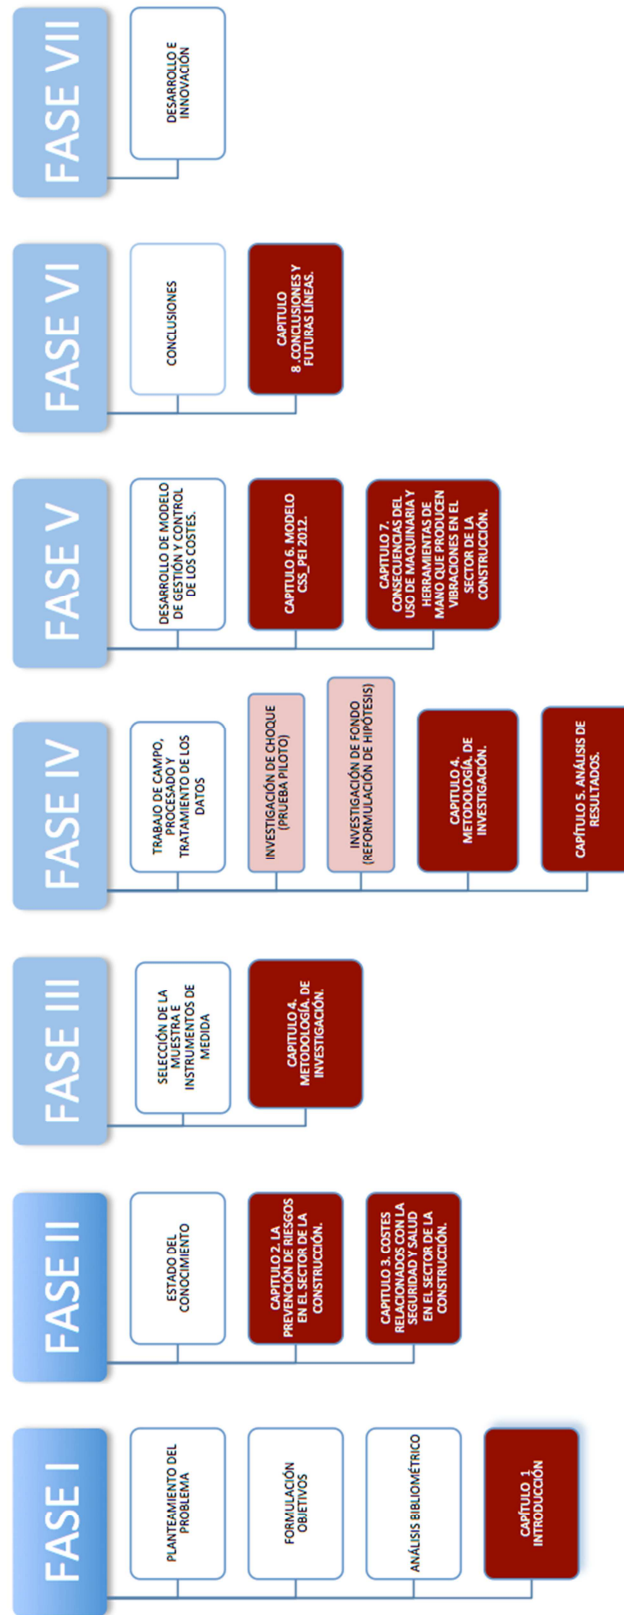 FASE I
PLANTEAMIENTO DEL
PROBLEMA
FORMULACIÓN
OBJETIVOS
ANÁLISIS BIBLIOMÉTRICO
CAPÍTULO 1
INTRODUCCIÓN
FASE II
ESTADO DEL
CONOCIMIENTO
CAPITULO 2. LA
PREVENCIÓN DE RIESGOS
EN EL SECTOR DE LA
CONSTRUCCIÓN.
CAPITULO 3. COSTES
RELACIONADOS CON LA
SEGURIDAD Y SALUD
EN EL SECTOR DE LA
CONSTRUCCIÓN.
FASE III
SELECCIÓN DE LA
MUESTRA E
INSTRUMENTOS DE
MEDIDA
CAPITULO 4.
METODOLOGÍA. DE
INVESTIGACIÓN.
FASE IV
TRABAJO DE CAMPO,
PROCESADO Y
TRATAMIENTO DE LOS
DATOS
INVESTIGACIÓN DE CHOQUE
(PRUEBA PILOTO)
INVESTIGACIÓN DE FONDO
(REFORMULACIÓN DE HIPÓTESIS)
CAPITULO 4.
METODOLOGÍA. DE
INVESTIGACIÓN.
CAPÍTULO 5. ANÁLISIS DE
RESULTADOS.
FASE V
DESARROLLO DE MODELO
DE GESTIÓN Y CONTROL
DE LOS COSTES.
CAPITULO 6. MODELO
CSS_PEI 2012.
CAPITULO 7.
CONSECUENCIAS DEL
USO DE MAQUINARIA Y
HERRAMIENTAS DE
MANO QUE PRODUCEN
VIBRACIONES EN EL
SECTOR DE LA
CONSTRUCCIÓN.
FASE VI
CONCLUSIONES
CAPITULO
8 .CONCLUSIONES Y
FUTURAS LÍNEAS.
FASE VII
DESARROLLO E
INNOVACIÓN